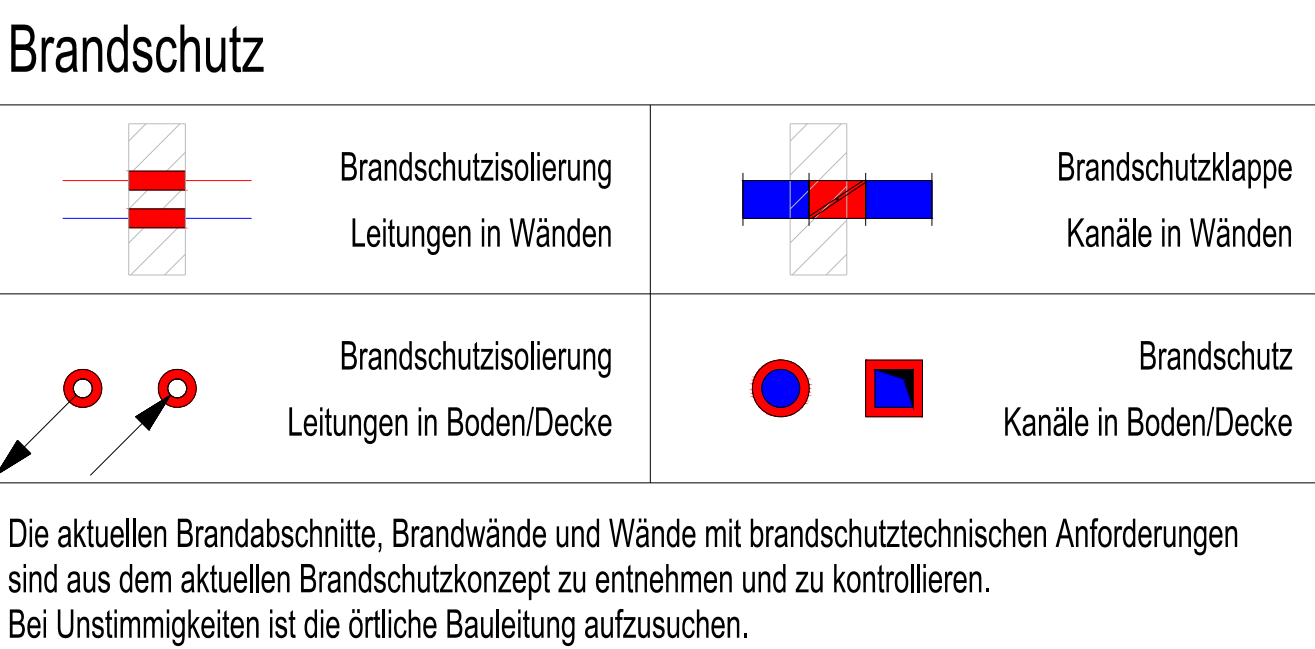 Brandschutz
Brandschutzisolierung
Leitungen in Wänden
Brandschutzklappe
Kanäle in Wänden
Brandschutzisolierung
Leitungen in Boden/Decke
Brandschutz
Kanäle in Boden/Decke
Die aktuellen Brandabschnitte, Brandwände und Wände mit brandschutztechnischen Anforderungen
sind aus dem aktuellen Brandschutzkonzept zu entnehmen und zu kontrollieren.
Bei Unstimmigkeiten ist die örtliche Bauleitung aufzusuchen.